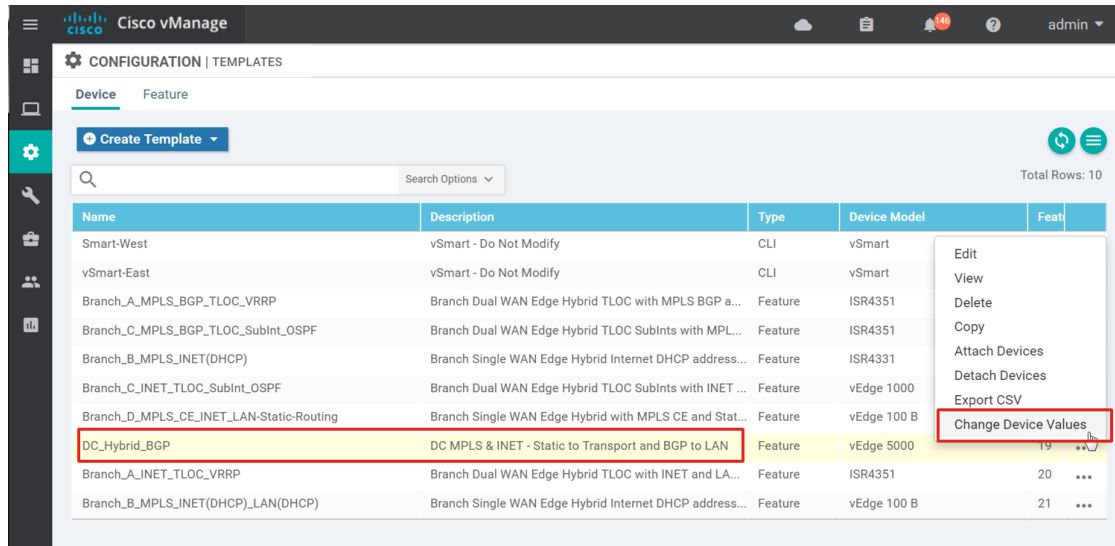 cisco Cisco vManage 146 admin
CONFIGURATION | TEMPLATES
Device Feature
Create Template
Search Options Total Rows: 10
Name Description Type Device Model Feat
Smart-West vSmart - Do Not Modify CLI vSmart
vSmart-East vSmart - Do Not Modify CLI vSmart
Branch_A_MPLS_BGP_TLOC_VRRP Branch Dual WAN Edge Hybrid TLOC with MPLS BGP a... Feature ISR4351
Branch_C_MPLS_BGP_TLOC_SubInt_OSPF Branch Dual WAN Edge Hybrid TLOC SubInts with MPL... Feature ISR4351
Branch_B_MPLS_INET(DHCP) Branch Single WAN Edge Hybrid Internet DHCP address... Feature ISR4331
Branch_C_INET_TLOC_SubInt_OSPF Branch Dual WAN Edge Hybrid TLOC SubInts with INET ... Feature vEdge 1000
Branch_D_MPLS_CE_INET_LAN-Static-Routing Branch Single WAN Edge Hybrid with MPLS CE and Stat... Feature vEdge 100 B
DC_Hybrid_BGP DC MPLS & INET - Static to Transport and BGP to LAN Feature vEdge 5000 19 ...
Branch_A_INET_TLOC_VRRP Branch Dual WAN Edge Hybrid TLOC with INET and LA... Feature ISR4351 20 ...
Branch_B_MPLS_INET(DHCP)_LAN(DHCP) Branch Single WAN Edge Hybrid Internet DHCP address... Feature vEdge 100 B 21 ...
Edit
View
Delete
Copy
Attach Devices
Detach Devices
Export CSV
Change Device Values